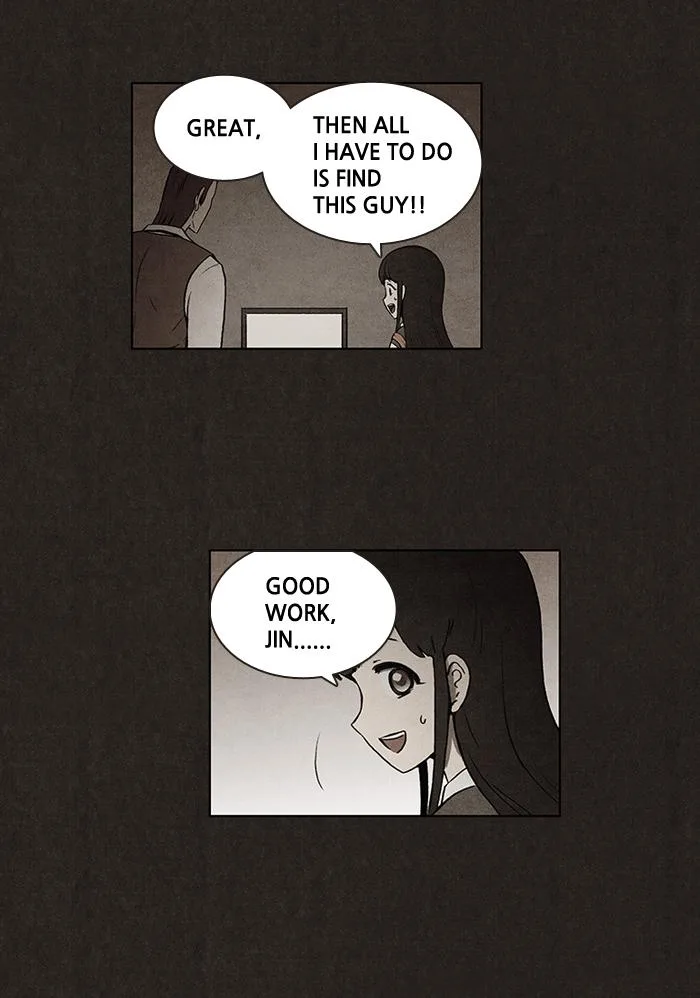 GREAT,
THEN ALL
I HAVE TO DO
IS FIND
THIS GUY!!
GOOD
WORK,
JIN......